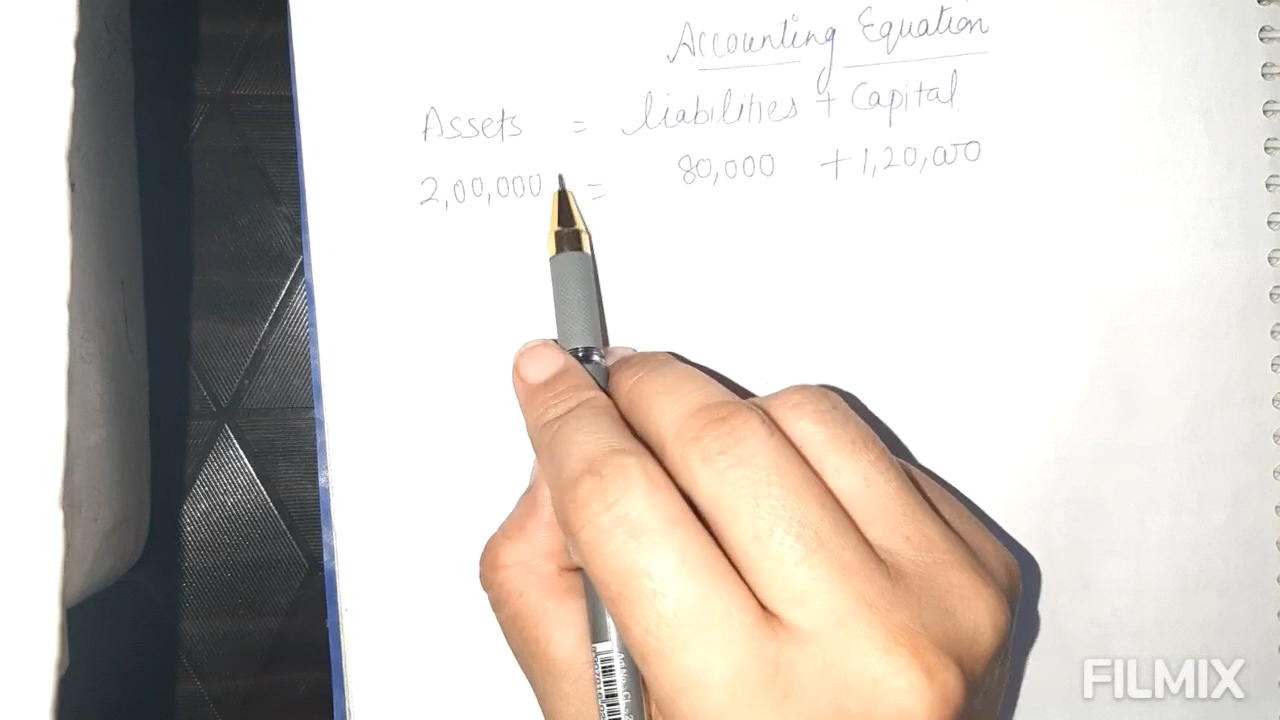 Accounting Equation
Assets = liabilities + Capital
2,00,000 = 80,000 + 1,20,000
FILMIX